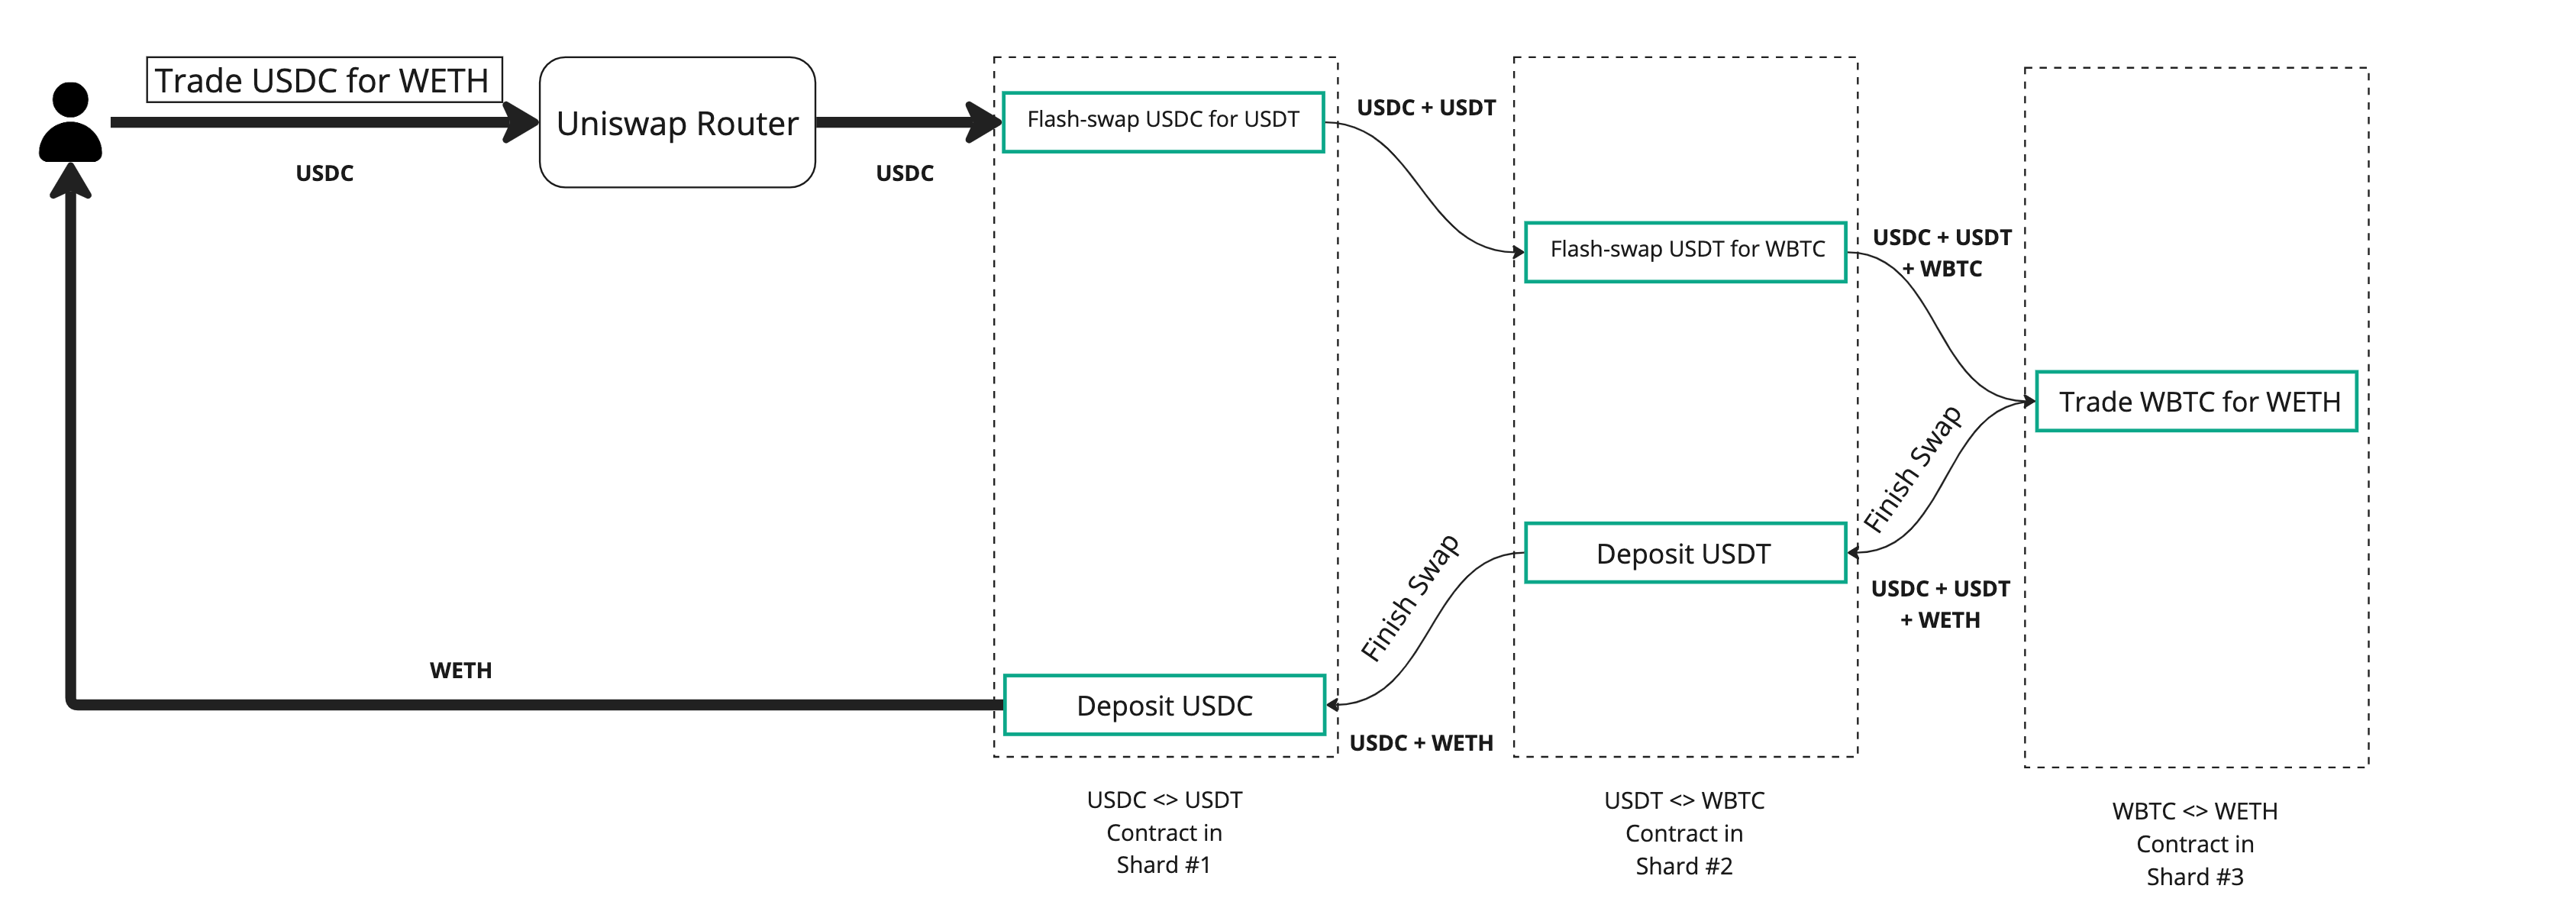 Trade USDC for WETH
USDC
Uniswap Router
USDC
Flash-swap USDC for USDT
USDC + USDT
Flash-swap USDT for WBTC
USDC + USDT
+ WBTC
Trade WBTC for WETH
Finish Swap
Deposit USDT
USDC + USDT
+ WETH
Finish Swap
Deposit USDC
USDC + WETH
WETH
USDC <> USDT
Contract in
Shard #1
USDT <> WBTC
Contract in
Shard #2
WBTC <> WETH
Contract in
Shard #3